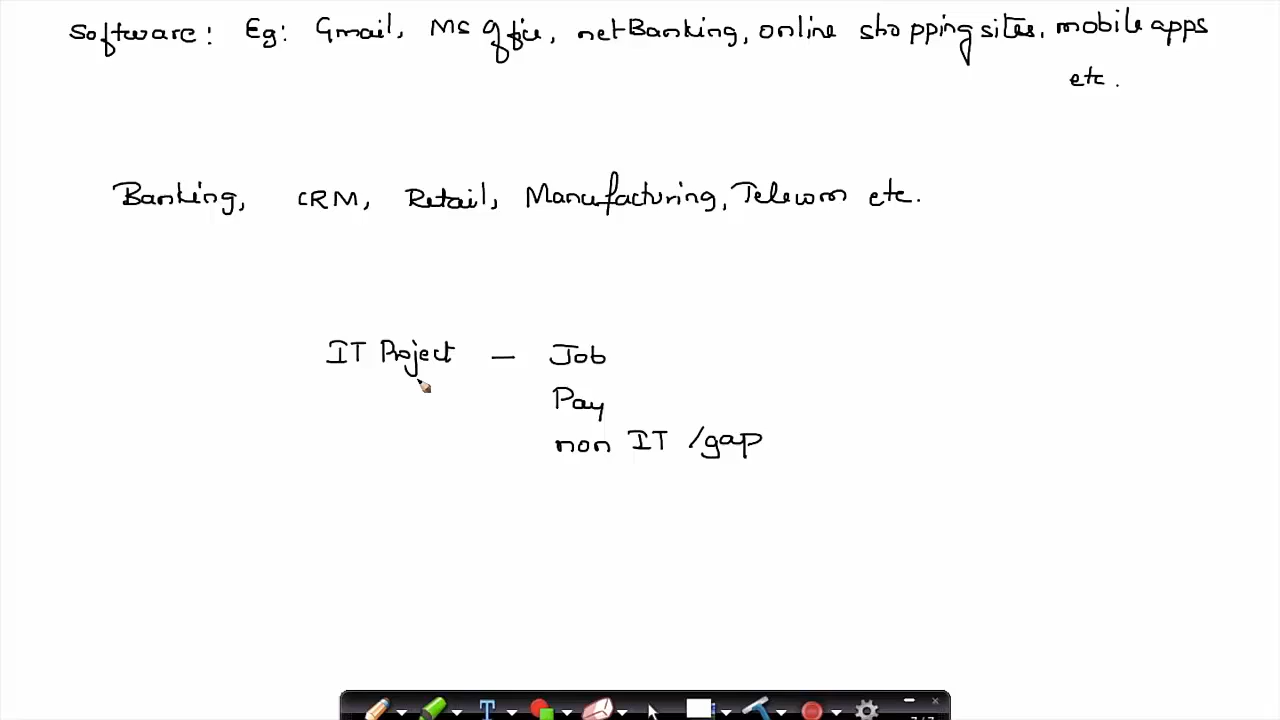 Software: Eg: Gmail, MS Office, netBanking, online shopping sites, mobile apps
etc.
Banking, CRM, Retail, Manufacturing, Telecom etc.
IT Project - Job
Pay
non IT /gap